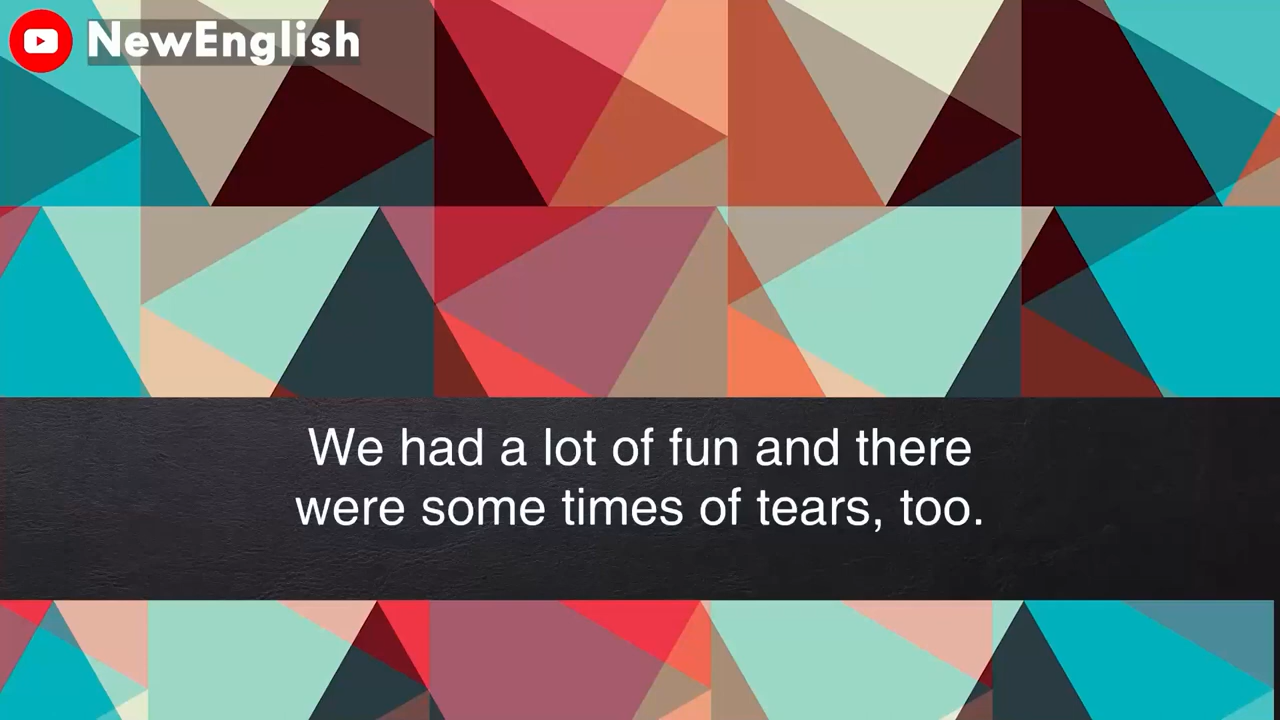 NewEnglish
We had a lot of fun and there
were some times of tears, too.